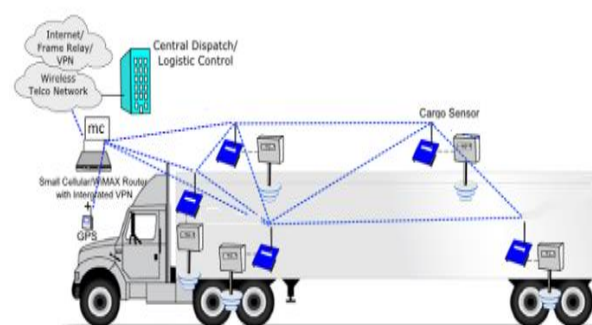 Internet/
Frame Relay/
VPN
Wireless
Telco Network
Central Dispatch/
Logistic Control
mc
Cargo Sensor
Small Cellular/WiMAX Router
with Intergrated VPN
+
GPS